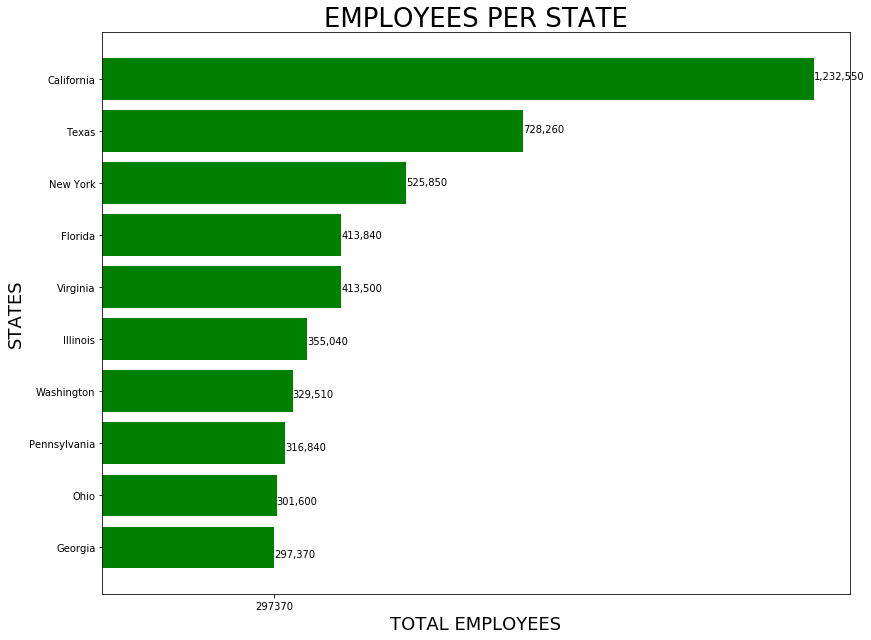 EMPLOYEES PER STATE
STATES
California 1,232,550
Texas 728,260
New York 525,850
Florida 413,840
Virginia 413,500
Illinois 355,040
Washington 329,510
Pennsylvania 316,840
Ohio 301,600
Georgia 297,370
297370
TOTAL EMPLOYEES